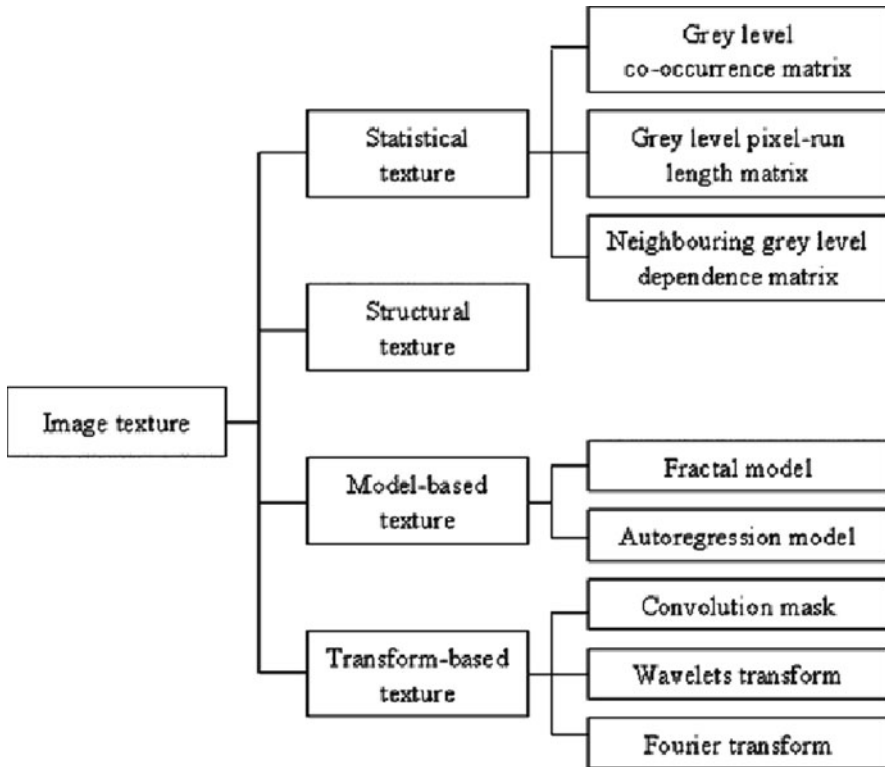 Grey level
co-occurrence matrix
Statistical
texture
Grey level pixel-run
length matrix
Neighbouring grey level
dependence matrix
Structural
texture
Image texture
Model-based
texture
Fractal model
Autoregression model
Transform-based
texture
Convolution mask
Wavelets transform
Fourier transform